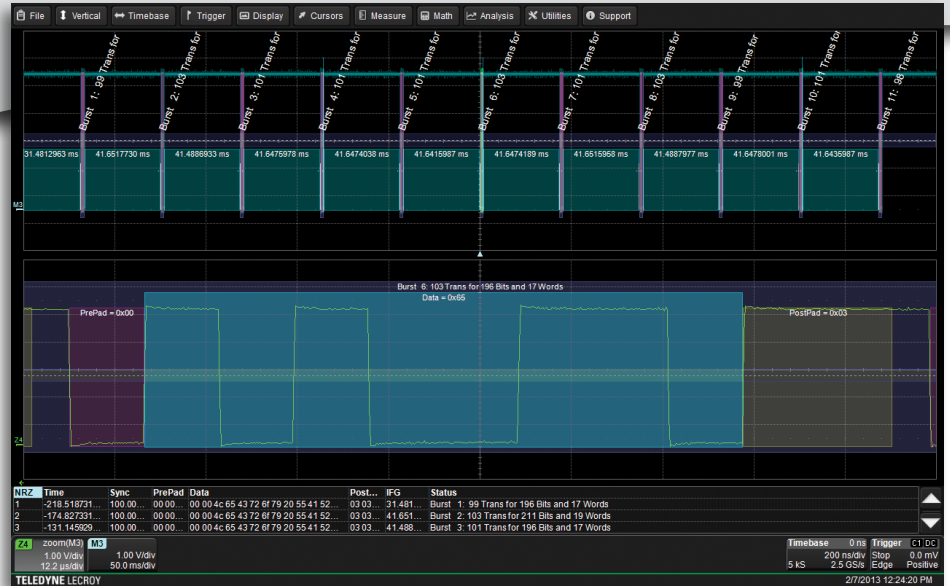 File Vertical Timebase Trigger Display Cursors Measure Math Analysis Utilities Support
Burst 1: 99 Trans for
Burst 2: 103 Trans for
Burst 3: 101 Trans for
Burst 4: 101 Trans for
Burst 5: 101 Trans for
Burst 6: 103 Trans for
Burst 7: 101 Trans for
Burst 8: 103 Trans for
Burst 9: 99 Trans for
Burst 10: 101 Trans for
Burst 11: 98 Trans for
31.4812963 ms 41.6517730 ms 41.4886933 ms 41.6476978 ms 41.6474038 ms 41.6415987 ms 41.6474189 ms 41.6515968 ms 41.4887977 ms 41.6478001 ms 41.6436987 ms
M3
Burst 6: 103 Trans for 196 Bits and 17 Words
Data = 0x65
PrePad = 0x00 PostPad = 0x03
Z4
NRZ Time Sync PrePad Data Post... IFG Status
1 -218.518731... 100.00... 00 00... 00 00 4c 65 43 72 6f 79 20 55 41 52... 03 03... 31.481... Burst 1: 99 Trans for 196 Bits and 17 Words
2 -174.827331... 100.00... 00 00... 00 00 4c 65 43 72 6f 79 20 55 41 52... 03 03... 41.651... Burst 2: 103 Trans for 211 Bits and 19 Words
3 -131.145929... 100.00... 00 00... 00 00 4c 65 43 72 6f 79 20 55 41 52... 03 03... 41.488... Burst 3: 101 Trans for 196 Bits and 17 Words
Z4 zoom(M3) M3 Timebase 0 ns Trigger C1 DC
1.00 V/div 1.00 V/div 200 ns/div Stop 0.0 mV
12.2 µs/div 50.0 ms/div 5 kS 2.5 GS/s Edge Positive
TELEDYNE LECROY 2/7/2013 12:24:20 PM